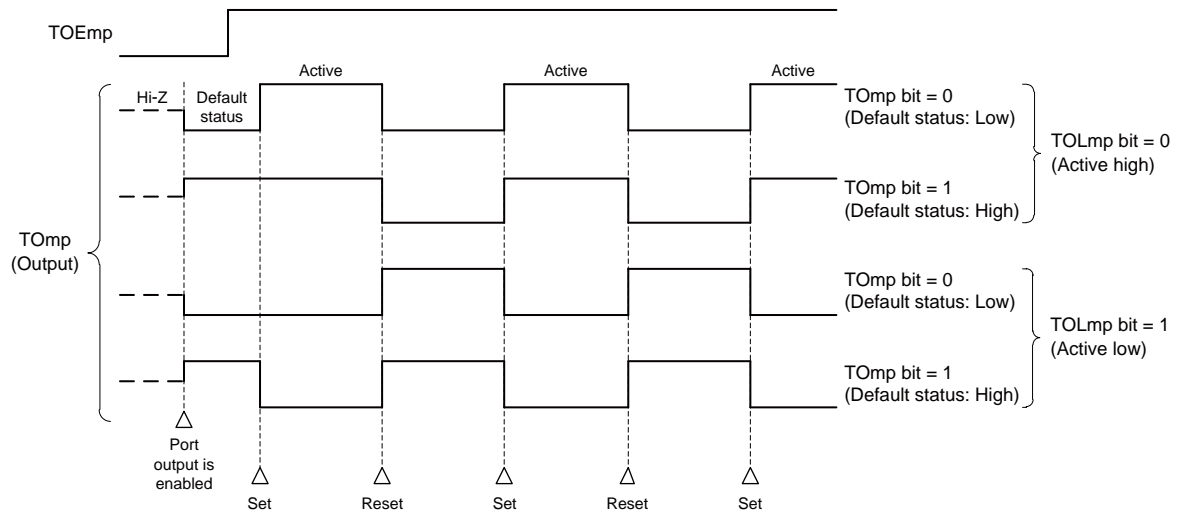 TOEmp
Active
Active
Active
Hi-Z
Default
status
TOmp bit = 0
(Default status: Low)
TOLmp bit = 0
(Active high)
TOmp bit = 1
(Default status: High)
TOmp
(Output)
TOmp bit = 0
(Default status: Low)
TOLmp bit = 1
(Active low)
TOmp bit = 1
(Default status: High)
Port
output is
enabled
Set
Reset
Set
Reset
Set